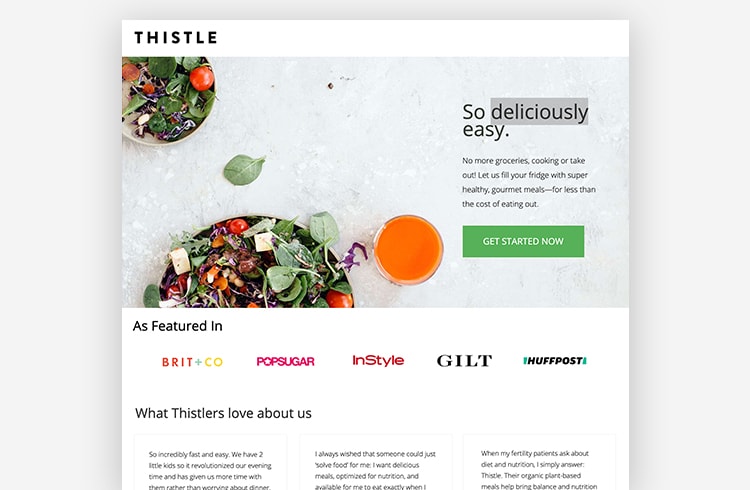 THISTLE
So deliciously
easy.
No more groceries, cooking or take
out! Let us fill your fridge with super
healthy, gourmet meals—for less than
the cost of eating out.
GET STARTED NOW
As Featured In
BRIT+CO
POPSUGAR
InStyle
GILT
HUFFPOST
What Thistlers love about us
So incredibly fast and easy. We have 2
little kids so it revolutionized our evening
time and has given us more time with
them rather than worrying about dinner.
I always wished that someone could just
'solve food' for me: I want delicious
meals, optimized for nutrition, and
available for me to eat exactly when I
When my fertility patients ask about
diet and nutrition, I simply answer:
Thistle. Their organic plant-based
meals help bring balance and nutrition